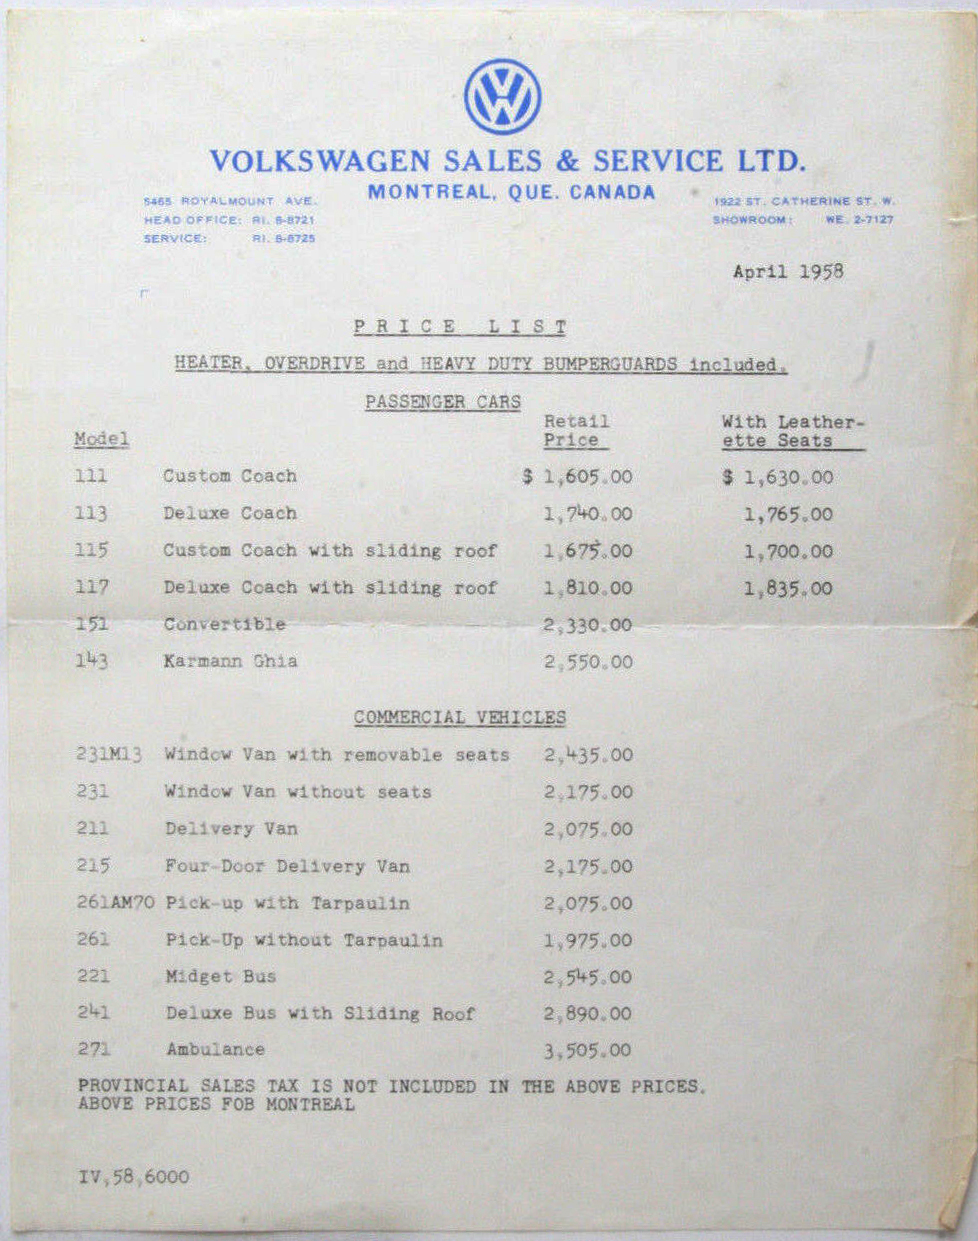 VW
VOLKSWAGEN SALES & SERVICE LTD.
MONTREAL, QUE. CANADA
5465 ROYALMOUNT AVE.
HEAD OFFICE: RI. 8-8721
SERVICE: RI. 8-8725
1922 ST. CATHERINE ST. W.
SHOWROOM: WE. 2-7127
April 1958
PRICE LIST
HEATER, OVERDRIVE and HEAVY DUTY BUMPERGUARDS included.
PASSENGER CARS
Model Retail Price With Leather-ette Seats
111 Custom Coach $ 1,605.00 $ 1,630.00
113 Deluxe Coach 1,740.00 1,765.00
115 Custom Coach with sliding roof 1,675.00 1,700.00
117 Deluxe Coach with sliding roof 1,810.00 1,835.00
151 Convertible 2,330.00
143 Karmann Ghia 2,550.00
COMMERCIAL VEHICLES
231M13 Window Van with removable seats 2,435.00
231 Window Van without seats 2,175.00
211 Delivery Van 2,075.00
215 Four-Door Delivery Van 2,175.00
261AM70 Pick-up with Tarpaulin 2,075.00
261 Pick-Up without Tarpaulin 1,975.00
221 Midget Bus 2,545.00
241 Deluxe Bus with Sliding Roof 2,890.00
271 Ambulance 3,505.00
PROVINCIAL SALES TAX IS NOT INCLUDED IN THE ABOVE PRICES.
ABOVE PRICES FOB MONTREAL
IV,58,6000